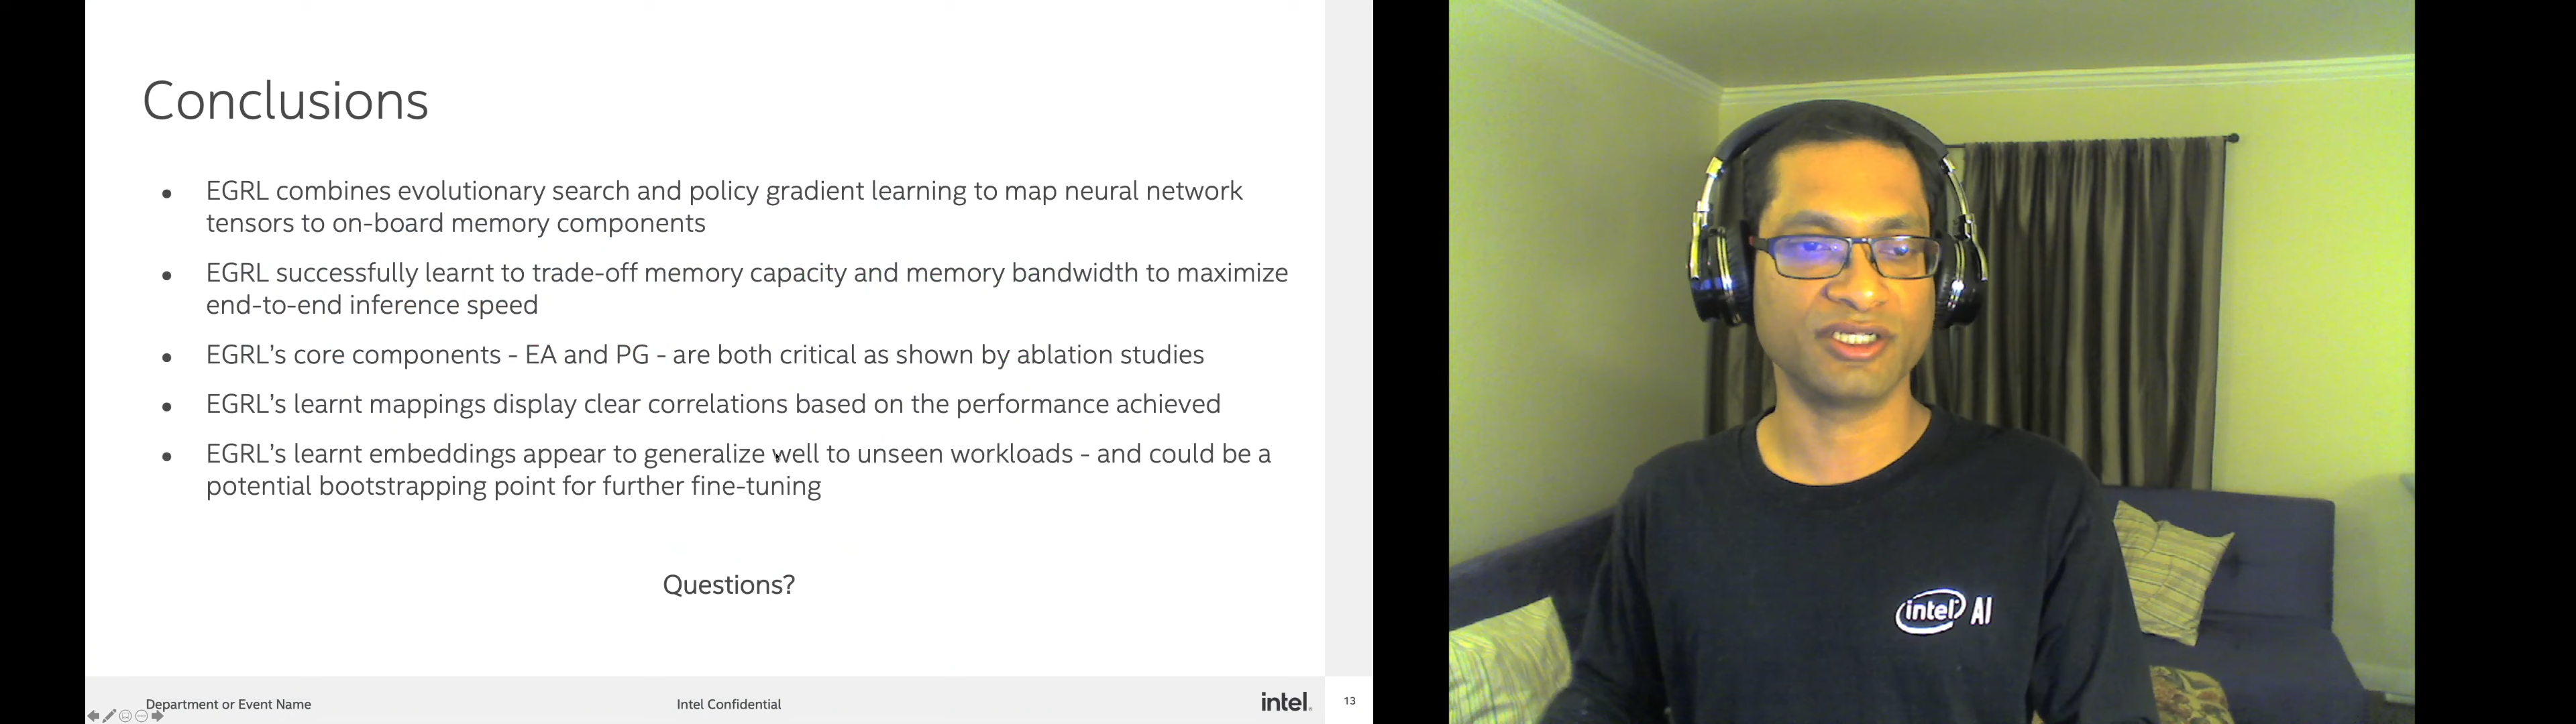 Conclusions
• EGRL combines evolutionary search and policy gradient learning to map neural network
tensors to on-board memory components
• EGRL successfully learnt to trade-off memory capacity and memory bandwidth to maximize
end-to-end inference speed
• EGRL’s core components - EA and PG - are both critical as shown by ablation studies
• EGRL’s learnt mappings display clear correlations based on the performance achieved
• EGRL’s learnt embeddings appear to generalize well to unseen workloads - and could be a
potential bootstrapping point for further fine-tuning
Questions?
Department or Event Name
Intel Confidential
intel.
13
intel AI